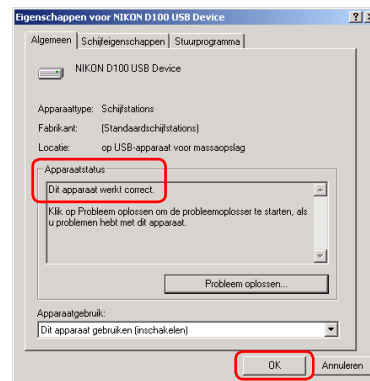 Eigenschappen voor NIKON D100 USB Device
Algemeen Schijfeigenschappen Stuurprogramma
NIKON D100 USB Device
Apparaattype: Schijfstations
Fabrikant: (Standaardschijfstations)
Locatie: op USB-apparaat voor massaopslag
Apparaatstatus
Dit apparaat werkt correct.
Klik op Probleem oplossen om de probleemoplosser te starten, als
u problemen hebt met dit apparaat.
Probleem oplossen...
Apparaatgebruik:
Dit apparaat gebruiken (inschakelen)
OK Annuleren